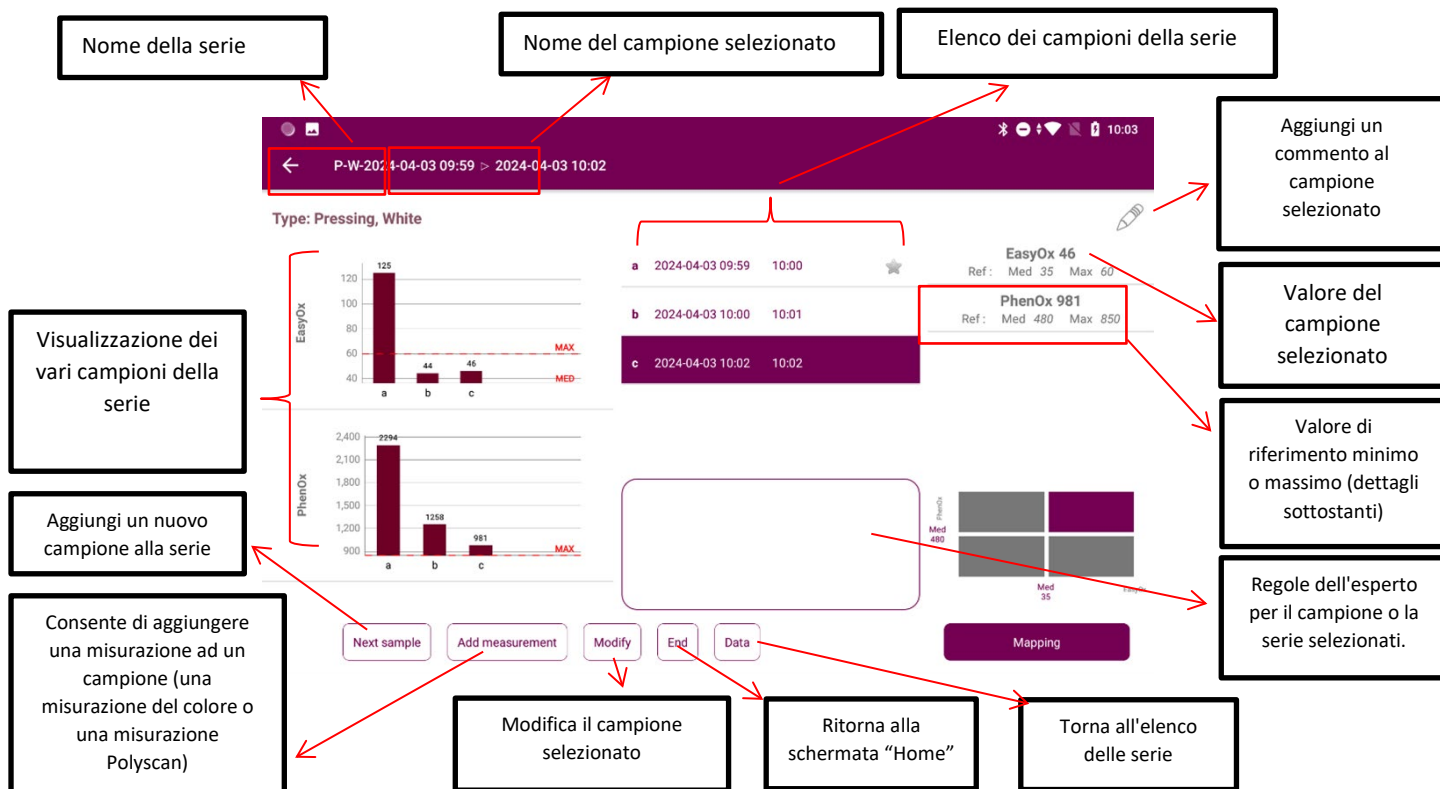 Nome della serie
Nome del campione selezionato
Elenco dei campioni della serie
10:03
P-W-2024-04-03 09:59 > 2024-04-03 10:02
Aggiungi un
commento al
campione
selezionato
Type: Pressing, White
EasyOx
120
100
80
60
40
125
44
46
MAX
MED
a
b
c
a 2024-04-03 09:59 10:00
b 2024-04-03 10:00 10:01
c 2024-04-03 10:02 10:02
EasyOx 46
Ref : Med 35 Max 60
PhenOx 981
Ref : Med 480 Max 850
Valore del
campione
selezionato
Visualizzazione dei
vari campioni della
serie
PhenOx
2,400
2,100
1,800
1,500
1,200
900
2294
1258
981
MAX
a
b
c
Valore di
riferimento minimo
o massimo (dettagli
sottostanti)
Aggiungi un nuovo
campione alla serie
PhenOx
Med
480
Med
35
EasyOx
Regole dell'esperto
per il campione o la
serie selezionati.
Consente di aggiungere
una misurazione ad un
campione (una
misurazione del colore o
una misurazione
Polyscan)
Next sample
Add measurement
Modify
End
Data
Mapping
Modifica il campione
selezionato
Ritorna alla
schermata “Home”
Torna all'elenco
delle serie